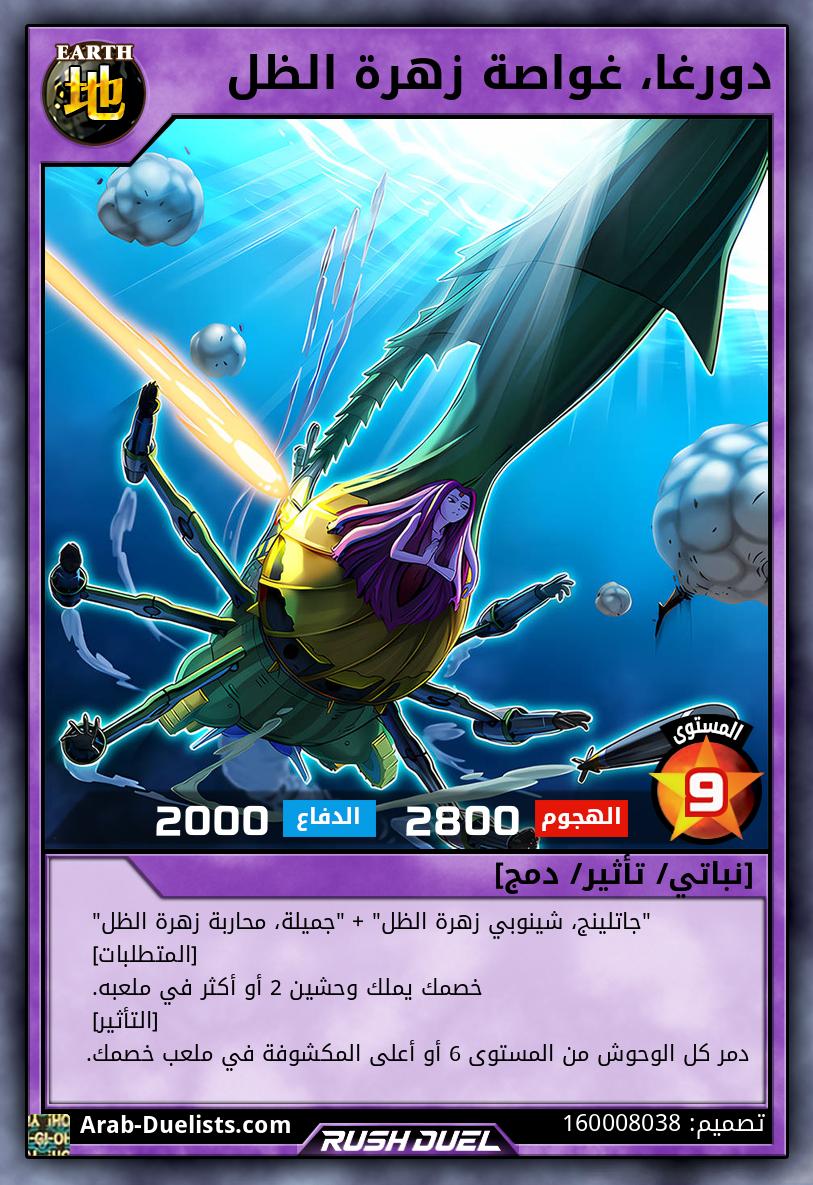 EARTH
地
دورغا، غواصة زهرة الظل
المستوى
9
الهجوم 2800 الدفاع 2000
[نباتي/ تأثير/ دمج]
"جاتلينج، شينوبي زهرة الظل" + "جميلة، محاربة زهرة الظل"
[المتطلبات]
خصمك يملك وحشين 2 أو أكثر في ملعبه.
[التأثير]
دمر كل الوحوش من المستوى 6 أو أعلى المكشوفة في ملعب خصمك.
تصميم: 160008038
RUSH DUEL
Arab-Duelists.com